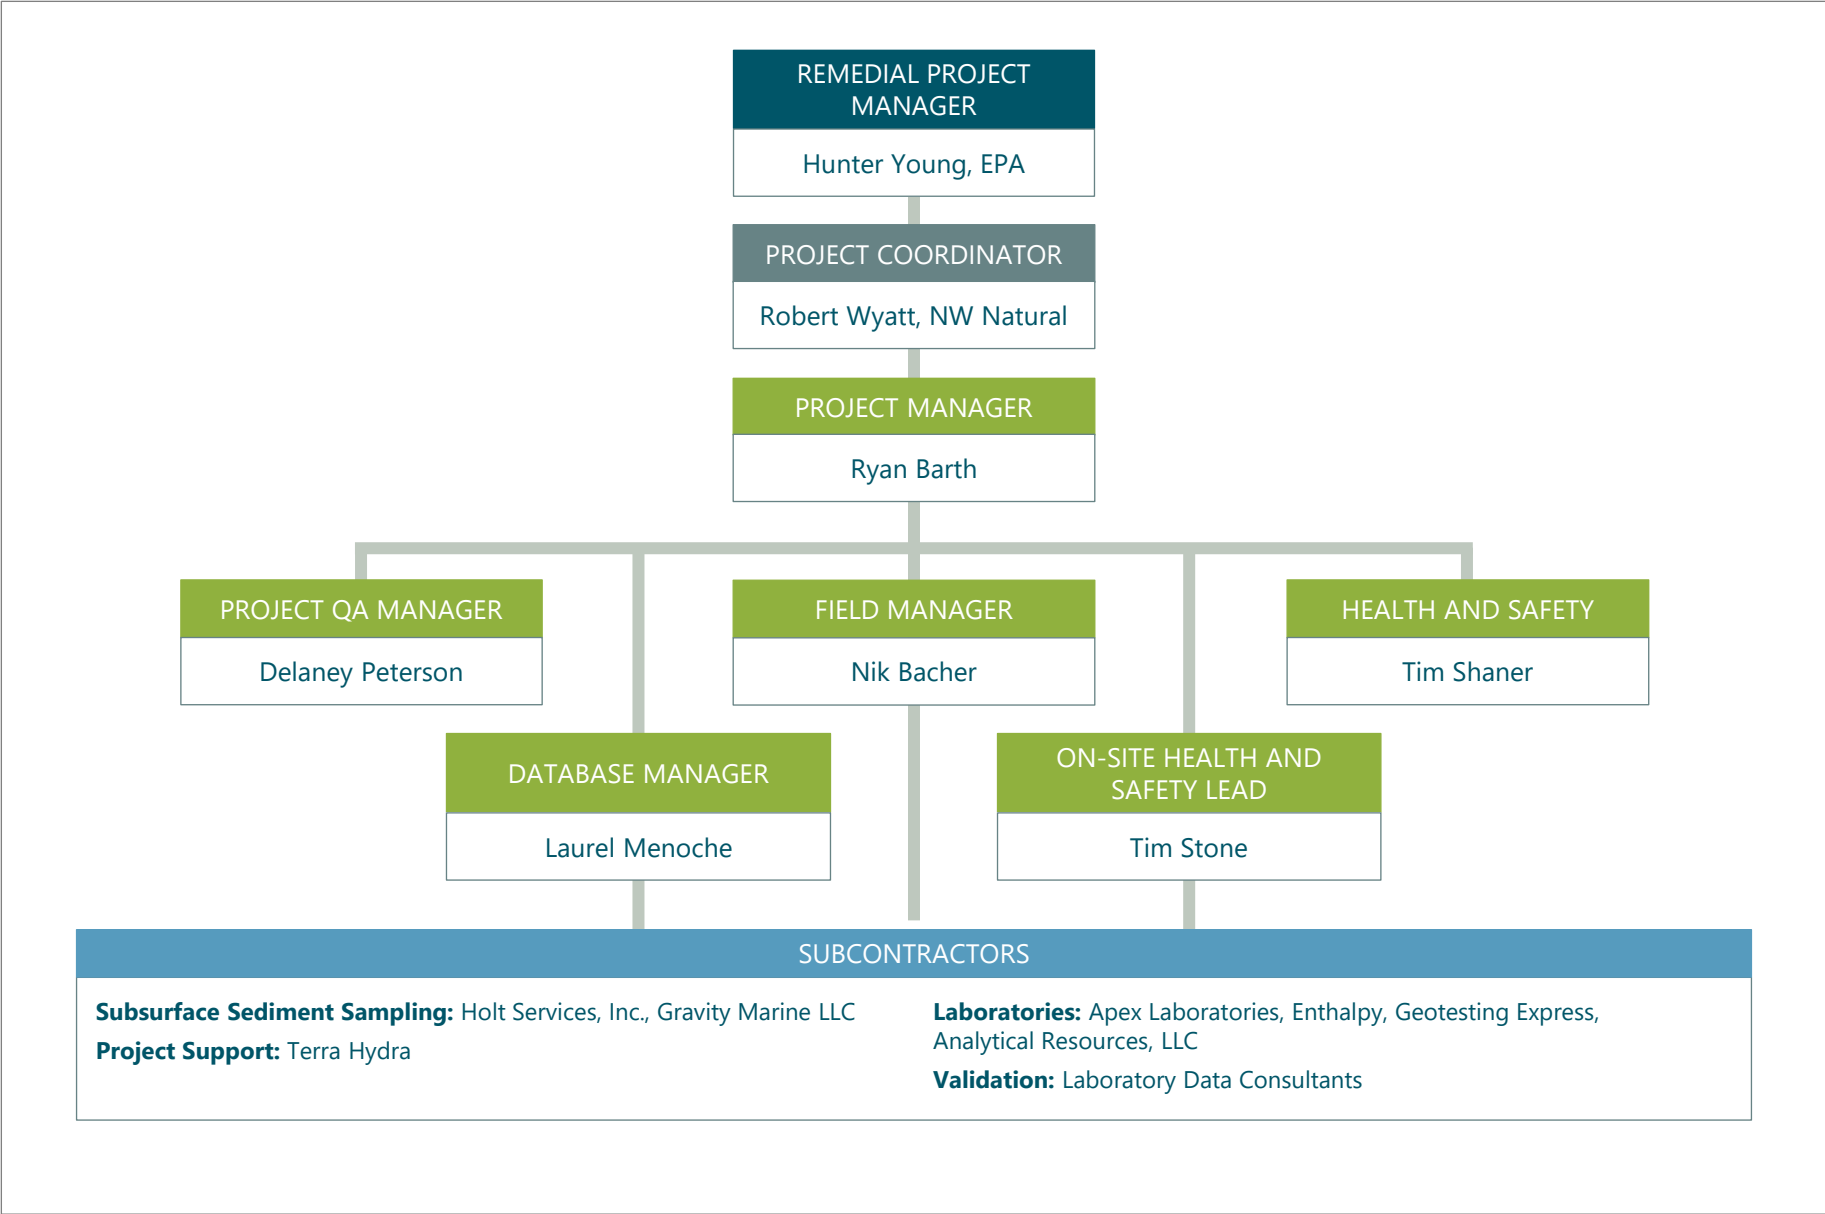 REMEDIAL PROJECT
MANAGER
Hunter Young, EPA
PROJECT COORDINATOR
Robert Wyatt, NW Natural
PROJECT MANAGER
Ryan Barth
PROJECT QA MANAGER
Delaney Peterson
FIELD MANAGER
Nik Bacher
HEALTH AND SAFETY
Tim Shaner
DATABASE MANAGER
Laurel Menoche
ON-SITE HEALTH AND
SAFETY LEAD
Tim Stone
SUBCONTRACTORS
Subsurface Sediment Sampling: Holt Services, Inc., Gravity Marine LLC
Project Support: Terra Hydra
Laboratories: Apex Laboratories, Enthalpy, Geotesting Express,
Analytical Resources, LLC
Validation: Laboratory Data Consultants